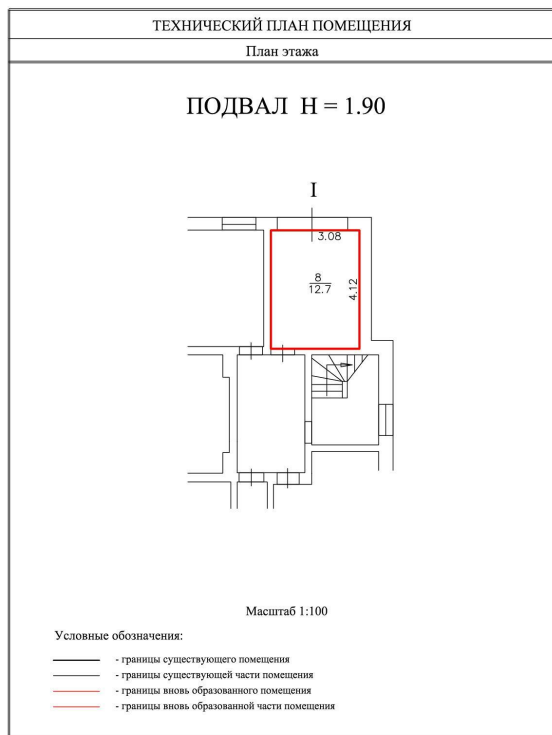 ТЕХНИЧЕСКИЙ ПЛАН ПОМЕЩЕНИЯ
План этажа
ПОДВАЛ Н = 1.90
I
3.08
8
12.7
4.12
Масштаб 1:100
Условные обозначения:
- границы существующего помещения
- границы существующей части помещения
- границы вновь образованного помещения
- границы вновь образованной части помещения